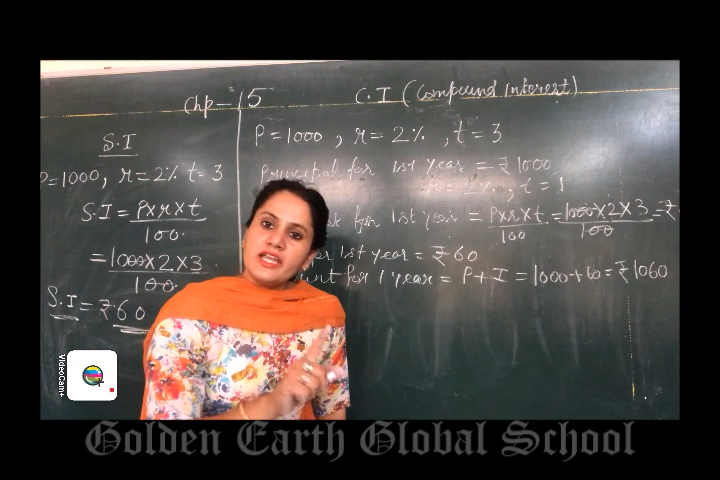 Chp-15
C.I (Compound Interest)
S.I
P=1000, r=2% t=3
S.I = P×r×t
100
= 1000×2×3
100
S.I = ₹60
P=1000, r=2%, t=3
Principal for 1st year = ₹1000
r=2%, t=1
for 1st year = P×r×t/100 = 1000×2×3/100 = ₹
1st year = ₹60
for 1 year = P+I = 1000+60 = ₹1060
VideoCam+
Golden Earth Global School